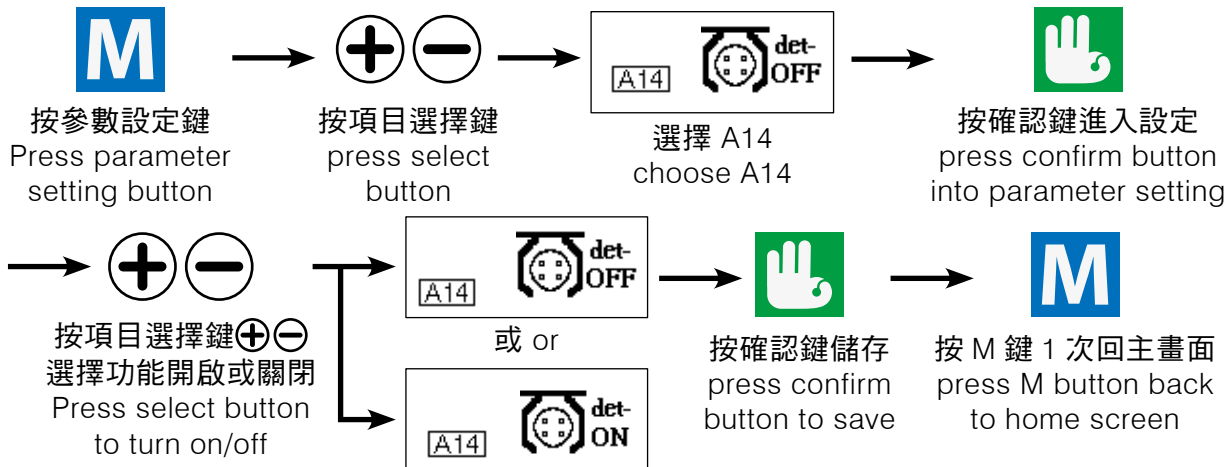 M
按參數設定鍵
Press parameter
setting button
按項目選擇鍵
press select
button
A14
det-
OFF
選擇 A14
choose A14
按確認鍵進入設定
press confirm button
into parameter setting
按項目選擇鍵⊕⊖
選擇功能開啟或關閉
Press select button
to turn on/off
A14
det-
OFF
或 or
A14
det-
ON
按確認鍵儲存
press confirm
button to save
M
按 M 鍵 1 次回主畫面
press M button back
to home screen